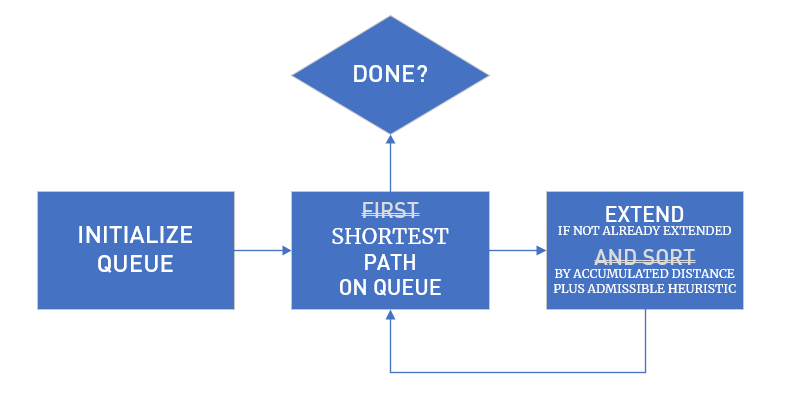 DONE?
INITIALIZE
QUEUE
FIRST
SHORTEST
PATH
ON QUEUE
EXTEND
IF NOT ALREADY EXTENDED
AND SORT
BY ACCUMULATED DISTANCE
PLUS ADMISSIBLE HEURISTIC